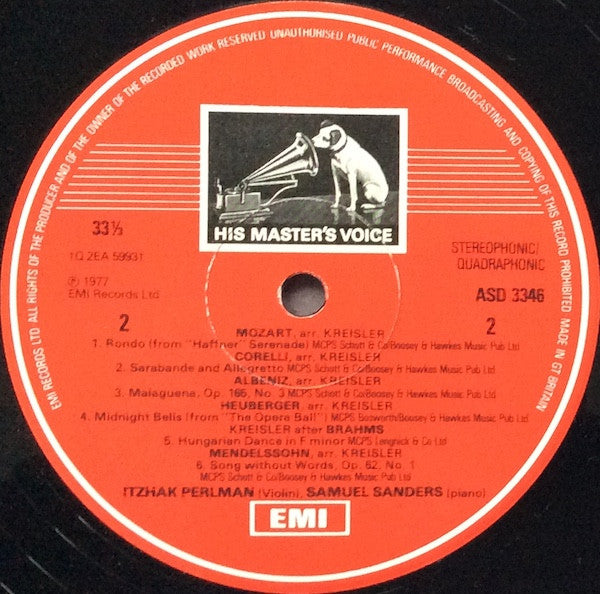 EMI RECORDS LTD ALL RIGHTS OF THE PRODUCER AND OF THE OWNER OF THE RECORDED WORK RESERVED UNAUTHORISED PUBLIC PERFORMANCE BROADCASTING AND COPYING OF THIS RECORD PROHIBITED MADE IN GT BRITAIN
HIS MASTER'S VOICE
33⅓
1Q 2EA 59931
℗ 1977
EMI Records Ltd
STEREOPHONIC/
QUADRAPHONIC
ASD 3346
2
2
MOZART, arr. KREISLER
1. Rondo (from "Haffner" Serenade) MCPS Schott & Co/Boosey & Hawkes Music Pub Ltd
CORELLI, arr. KREISLER
2. Sarabande and Allegretto MCPS Schott & Co/Boosey & Hawkes Music Pub Ltd
ALBENIZ, arr. KREISLER
3. Malaguena, Op. 165, No. 3 MCPS Schott & Co/Boosey & Hawkes Music Pub Ltd
HEUBERGER, arr. KREISLER
4. Midnight Bells (from "The Opera Ball") MCPS Bosworth/Boosey & Hawkes Music Pub Ltd
KREISLER after BRAHMS
5. Hungarian Dance in F minor MCPS Lengnick & Co Ltd
MENDELSSOHN, arr. KREISLER
6. Song without Words, Op. 62, No. 1
MCPS Schott & Co/Boosey & Hawkes Music Pub Ltd
ITZHAK PERLMAN (Violin), SAMUEL SANDERS (piano)
EMI